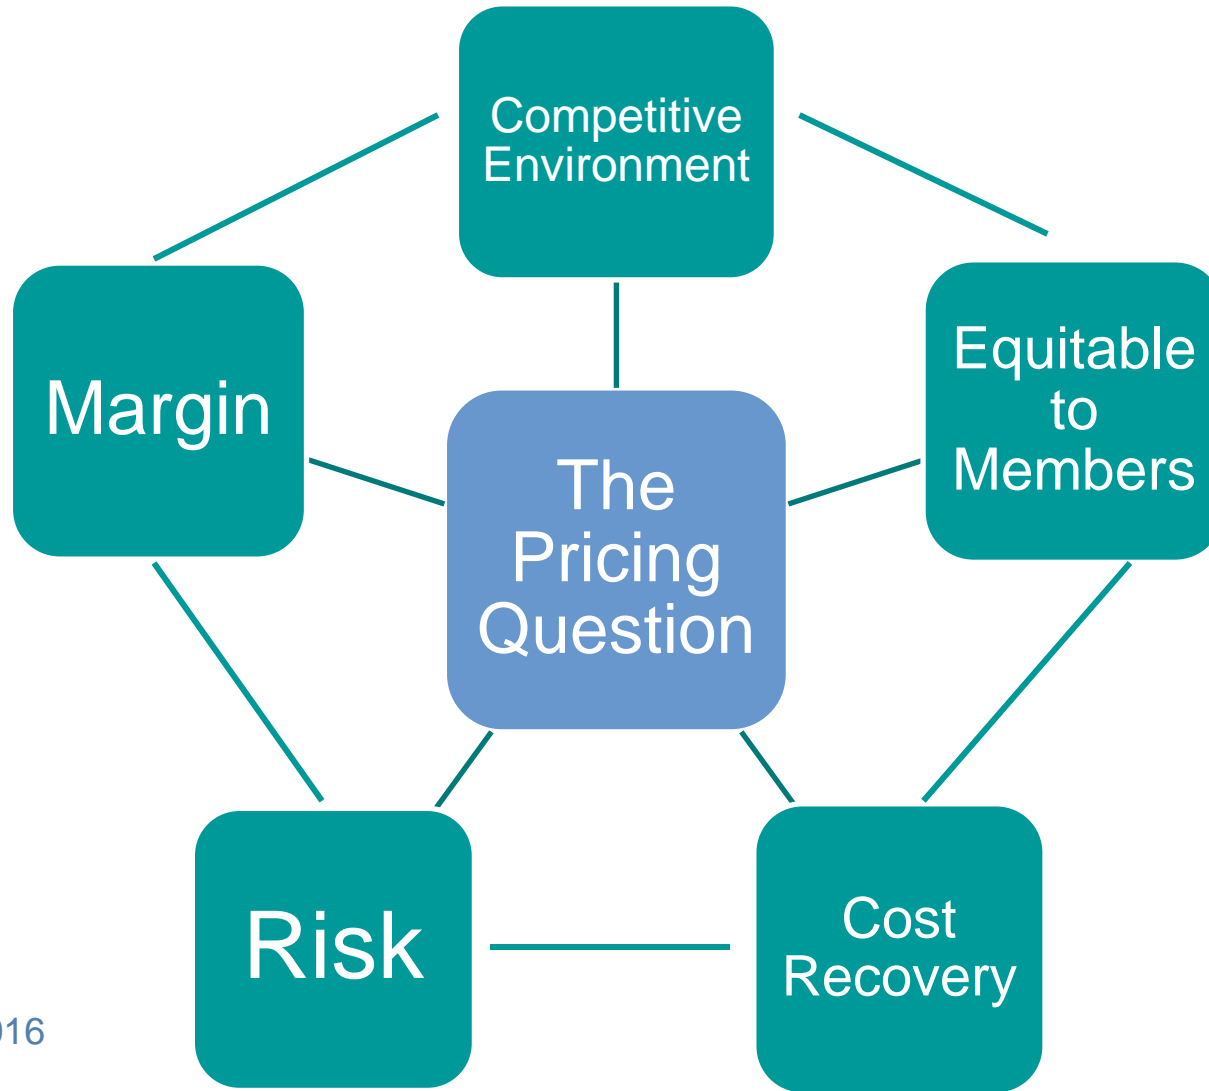 Competitive
Environment
Equitable
to
Members
Margin
The
Pricing
Question
Risk
Cost
Recovery
016